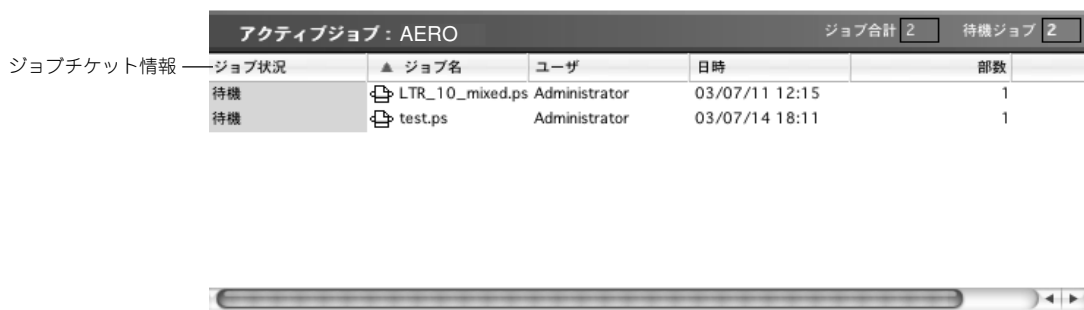 アクティブジョブ : AERO ジョブ合計 2 待機ジョブ 2
ジョブチケット情報
ジョブ状況 ▲ ジョブ名 ユーザ 日時 部数
待機 LTR_10_mixed.ps Administrator 03/07/11 12:15 1
待機 test.ps Administrator 03/07/14 18:11 1